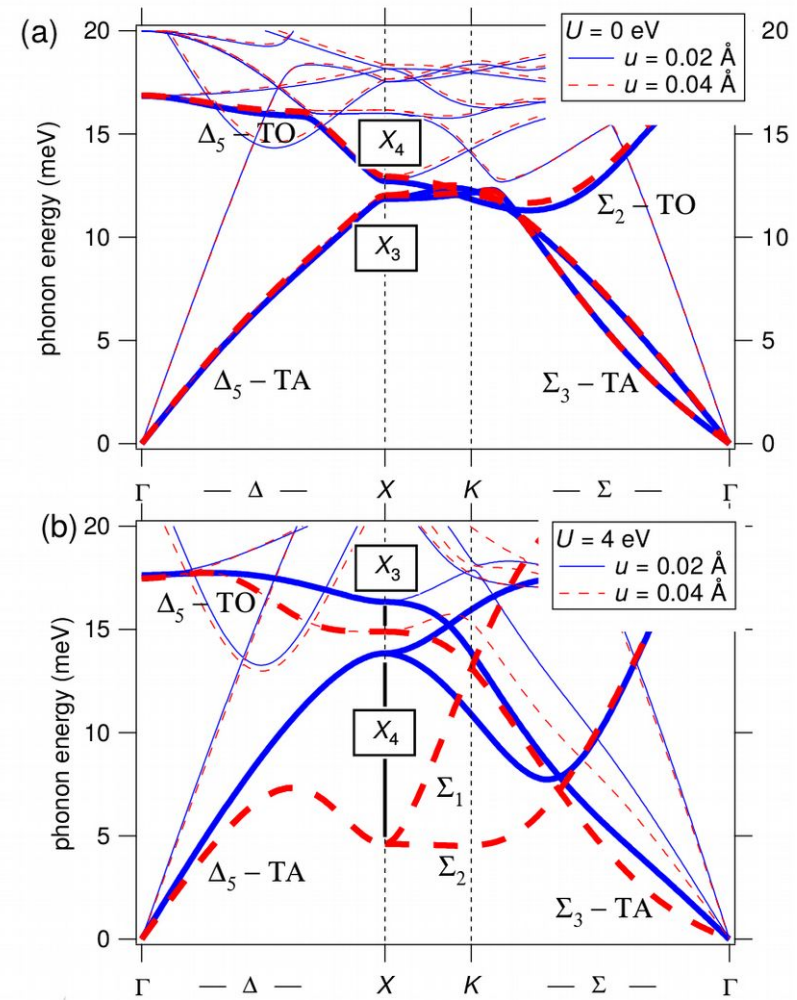 (a)
20
15
10
5
0
phonon energy (meV)
U = 0 eV
u = 0.02 Å
u = 0.04 Å
20
15
10
5
0
Δ5 – TO
X4
X3
Σ2 – TO
Δ5 – TA
Σ3 – TA
Γ — Δ — X K — Σ — Γ
(b)
20
15
10
5
0
phonon energy (meV)
U = 4 eV
u = 0.02 Å
u = 0.04 Å
X3
Δ5 – TO
X4
Σ1
Δ5 – TA
Σ2
Σ3 – TA
Γ — Δ — X K — Σ — Γ